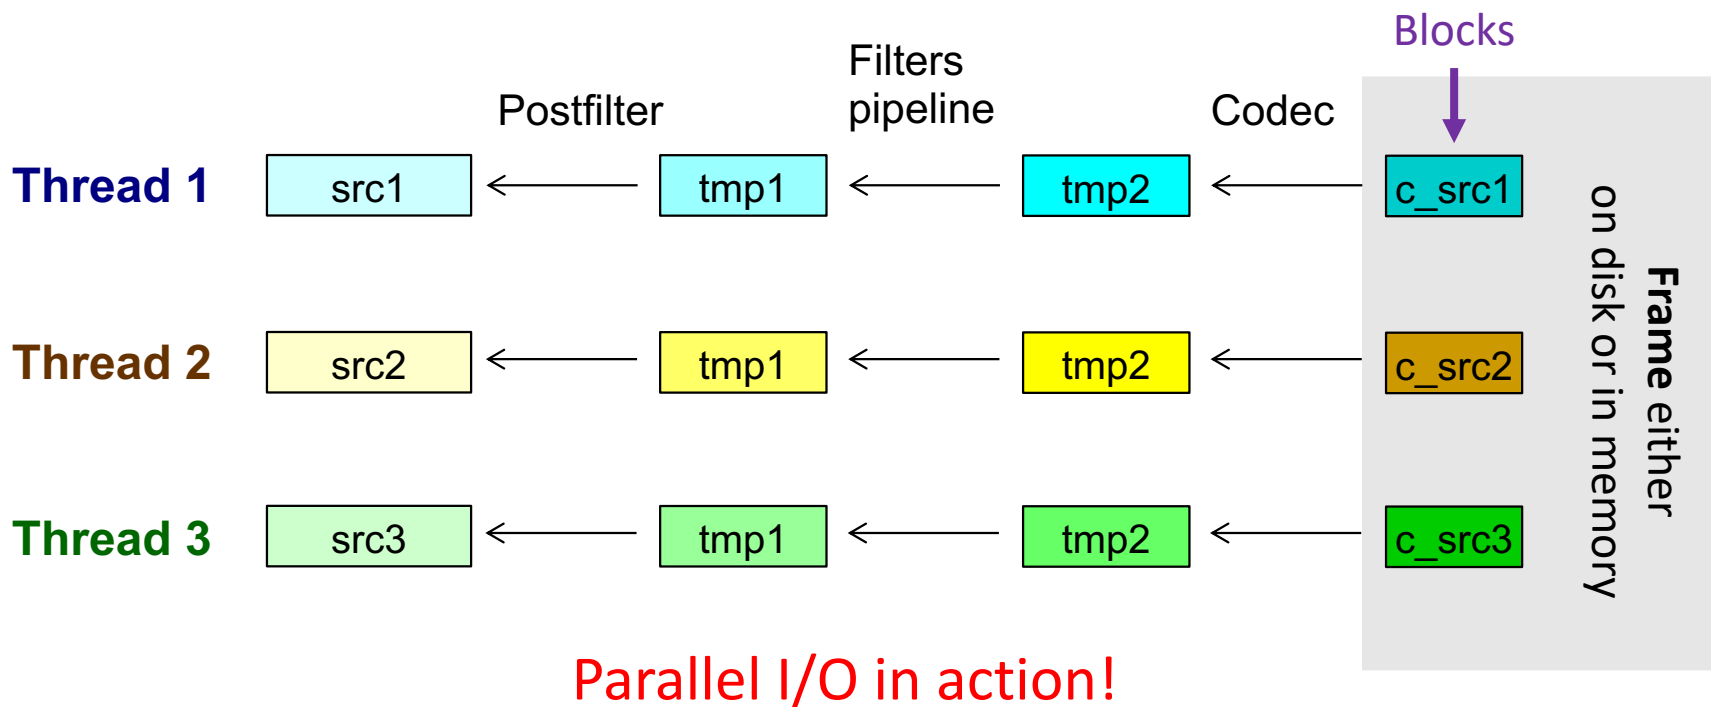 Blocks
Filters
pipeline
Postfilter
Codec
Thread 1
src1
tmp1
tmp2
c_src1
Thread 2
src2
tmp1
tmp2
c_src2
Thread 3
src3
tmp1
tmp2
c_src3
Frame either
on disk or in memory
Parallel I/O in action!